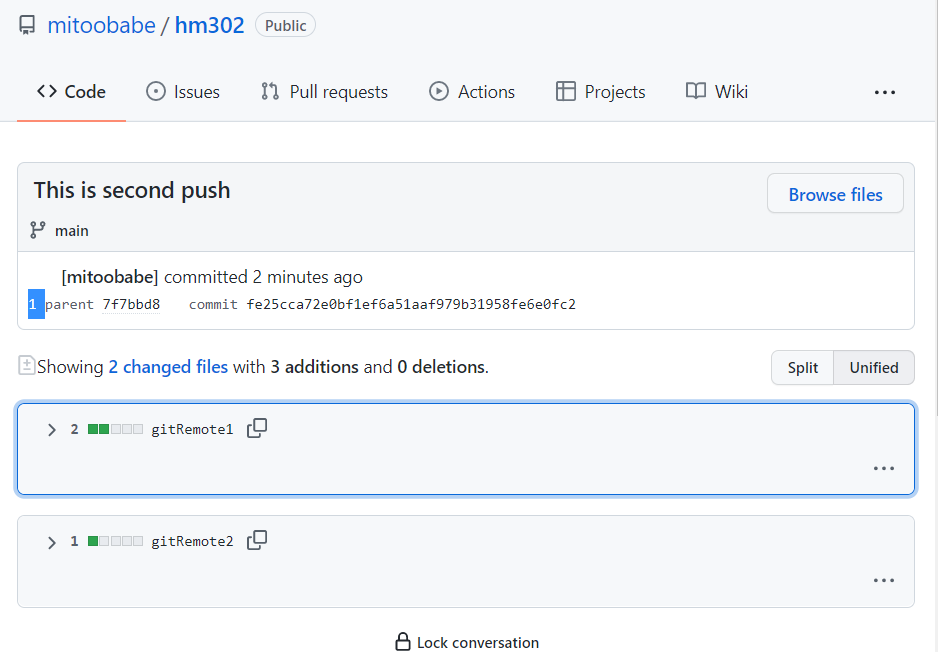 mitoobabe / hm302 Public
Code Issues Pull requests Actions Projects Wiki ...
This is second push
Browse files
main
[mitoobabe] committed 2 minutes ago
1 parent 7f7bbd8 commit fe25cca72e0bf1ef6a51aaf979b31958fe6e0fc2
Showing 2 changed files with 3 additions and 0 deletions.
Split Unified
2 gitRemote1
...
1 gitRemote2
...
Lock conversation